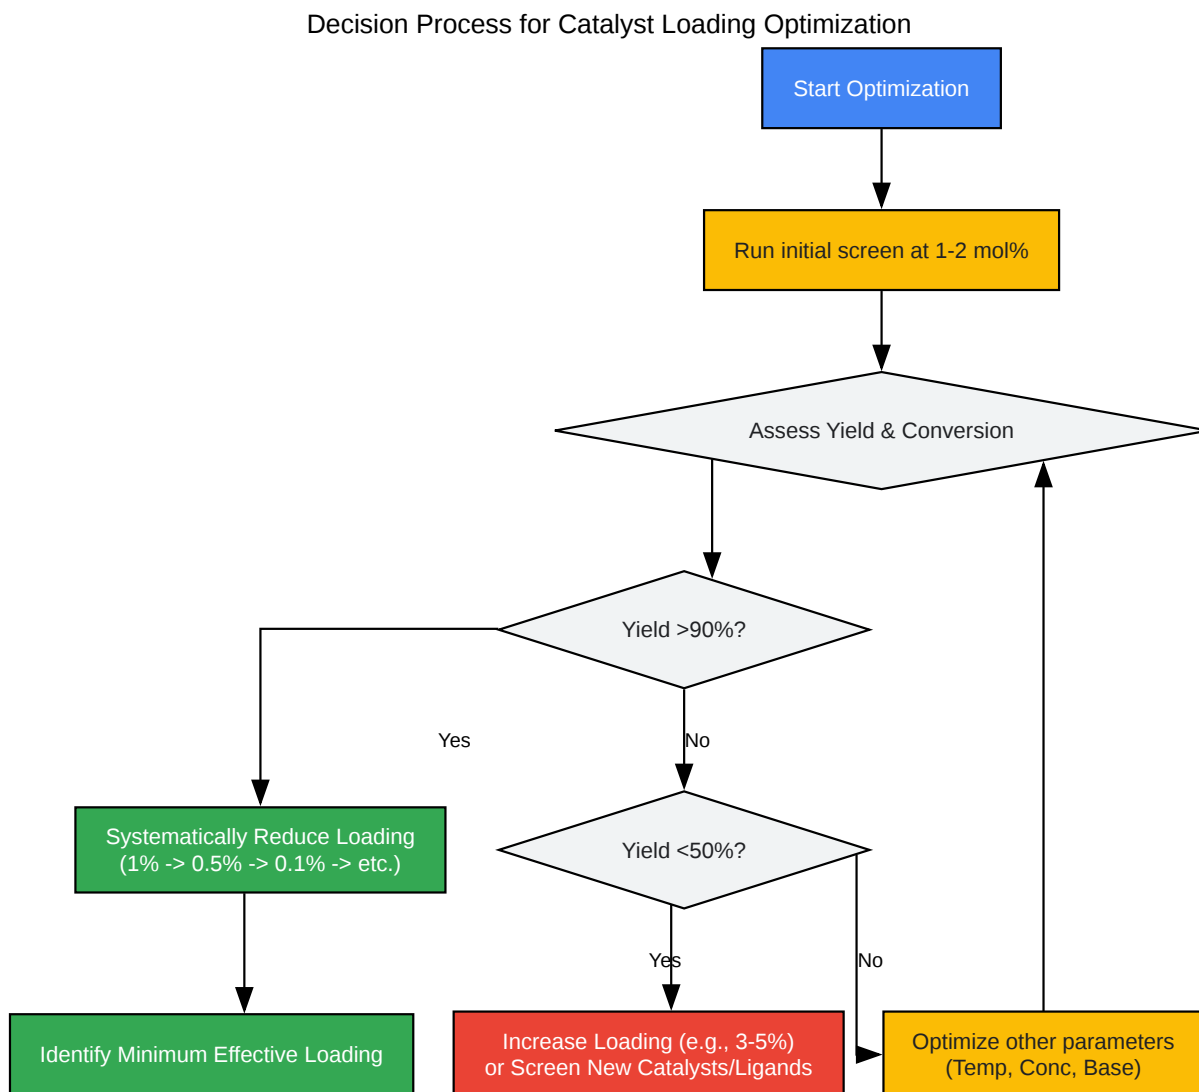 Decision Process for Catalyst Loading Optimization
Start Optimization
Run initial screen at 1-2 mol%
Assess Yield & Conversion
Yield >90%?
Yes
No
Systematically Reduce Loading
(1% -> 0.5% -> 0.1% -> etc.)
Yield <50%?
Yes
No
Identify Minimum Effective Loading
Increase Loading (e.g., 3-5%)
or Screen New Catalysts/Ligands
Optimize other parameters
(Temp, Conc, Base)